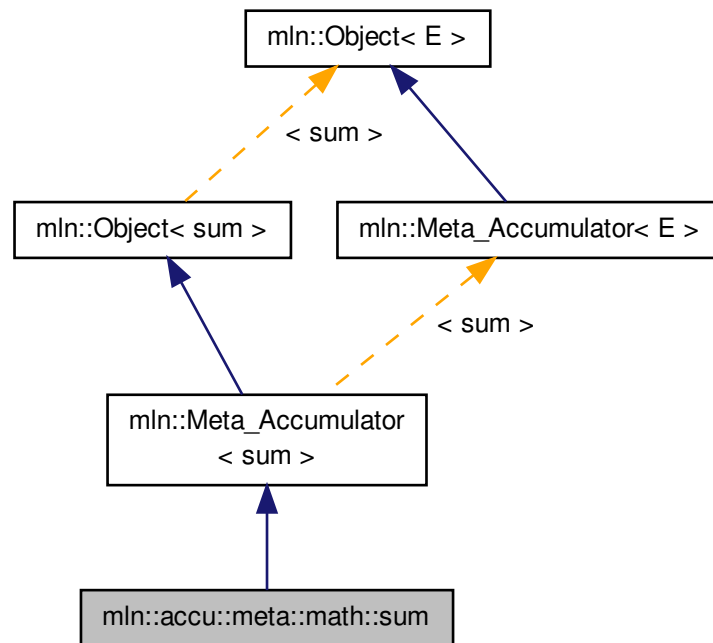 mln::Object< E >
< sum >
mln::Object< sum >
mln::Meta_Accumulator< E >
< sum >
mln::Meta_Accumulator
< sum >
mln::accu::meta::math::sum